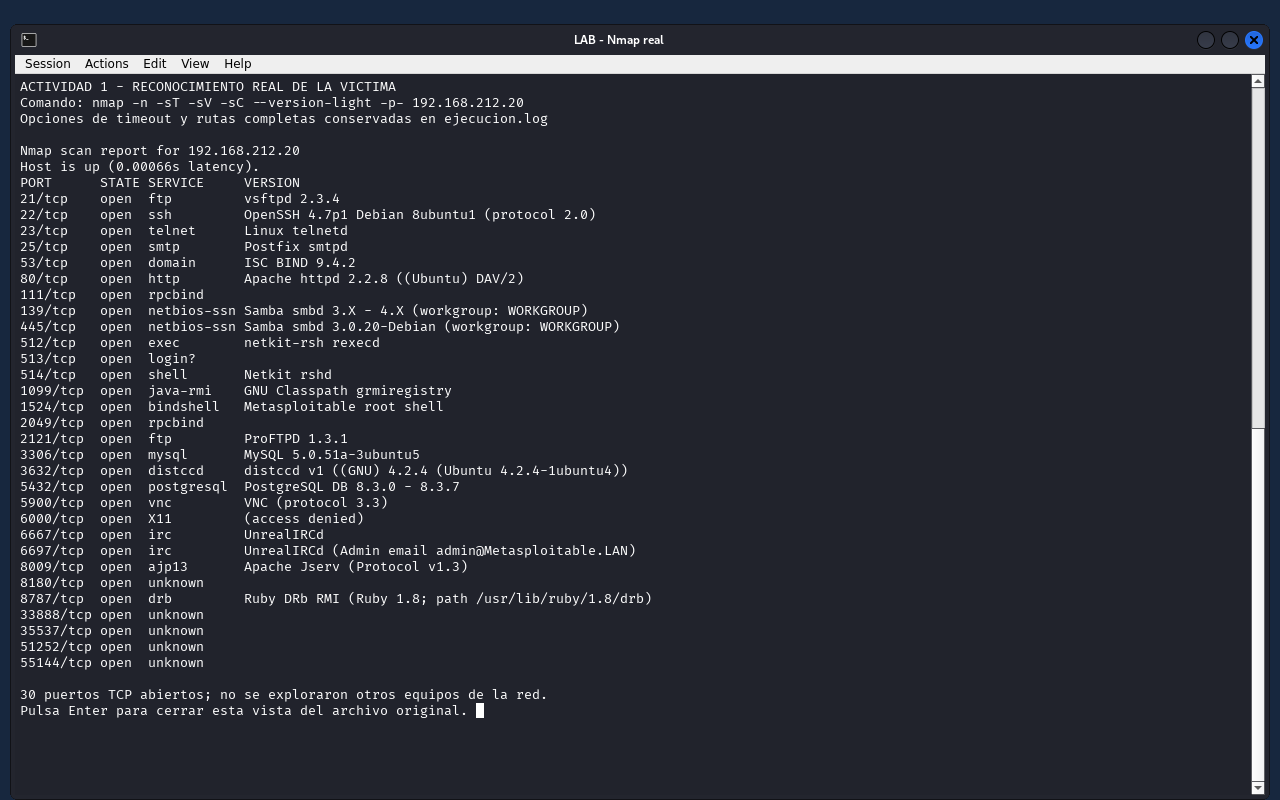 LAB - Nmap real
Session Actions Edit View Help
ACTIVIDAD 1 - RECONOCIMIENTO REAL DE LA VICTIMA
Comando: nmap -n -sT -sV -sC --version-light -p- 192.168.212.20
Opciones de timeout y rutas completas conservadas en ejecucion.log
Nmap scan report for 192.168.212.20
Host is up (0.00066s latency).
PORT      STATE SERVICE     VERSION
21/tcp    open  ftp         vsftpd 2.3.4
22/tcp    open  ssh         OpenSSH 4.7p1 Debian 8ubuntu1 (protocol 2.0)
23/tcp    open  telnet      Linux telnetd
25/tcp    open  smtp        Postfix smtpd
53/tcp    open  domain      ISC BIND 9.4.2
80/tcp    open  http        Apache httpd 2.2.8 ((Ubuntu) DAV/2)
111/tcp   open  rpcbind
139/tcp   open  netbios-ssn Samba smbd 3.X - 4.X (workgroup: WORKGROUP)
445/tcp   open  netbios-ssn Samba smbd 3.0.20-Debian (workgroup: WORKGROUP)
512/tcp   open  exec        netkit-rsh rexecd
513/tcp   open  login?
514/tcp   open  shell       Netkit rshd
1099/tcp  open  java-rmi    GNU Classpath grmiregistry
1524/tcp  open  bindshell   Metasploitable root shell
2049/tcp  open  rpcbind
2121/tcp  open  ftp         ProFTPD 1.3.1
3306/tcp  open  mysql       MySQL 5.0.51a-3ubuntu5
3632/tcp  open  distccd     distccd v1 ((GNU) 4.2.4 (Ubuntu 4.2.4-1ubuntu4))
5432/tcp  open  postgresql  PostgreSQL DB 8.3.0 - 8.3.7
5900/tcp  open  vnc         VNC (protocol 3.3)
6000/tcp  open  X11         (access denied)
6667/tcp  open  irc         UnrealIRCd
6697/tcp  open  irc         UnrealIRCd (Admin email admin@Metasploitable.LAN)
8009/tcp  open  ajp13       Apache Jserv (Protocol v1.3)
8180/tcp  open  unknown
8787/tcp  open  drb         Ruby DRb RMI (Ruby 1.8; path /usr/lib/ruby/1.8/drb)
33888/tcp open  unknown
35537/tcp open  unknown
51252/tcp open  unknown
55144/tcp open  unknown
30 puertos TCP abiertos; no se exploraron otros equipos de la red.
Pulsa Enter para cerrar esta vista del archivo original.